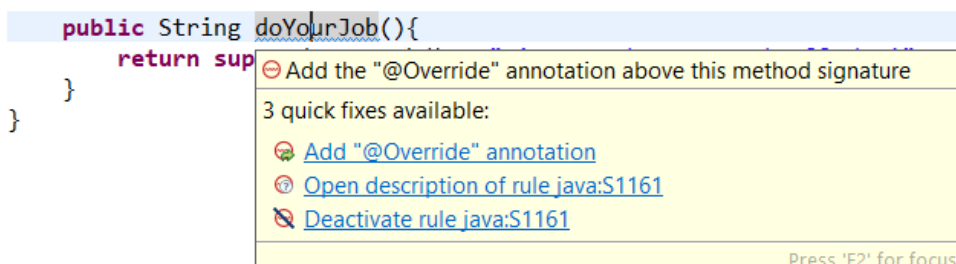 public String doYourJob(){
return sup
}
}
Add the "@Override" annotation above this method signature
3 quick fixes available:
Add "@Override" annotation
Open description of rule java:S1161
Deactivate rule java:S1161
Press 'F2' for focus